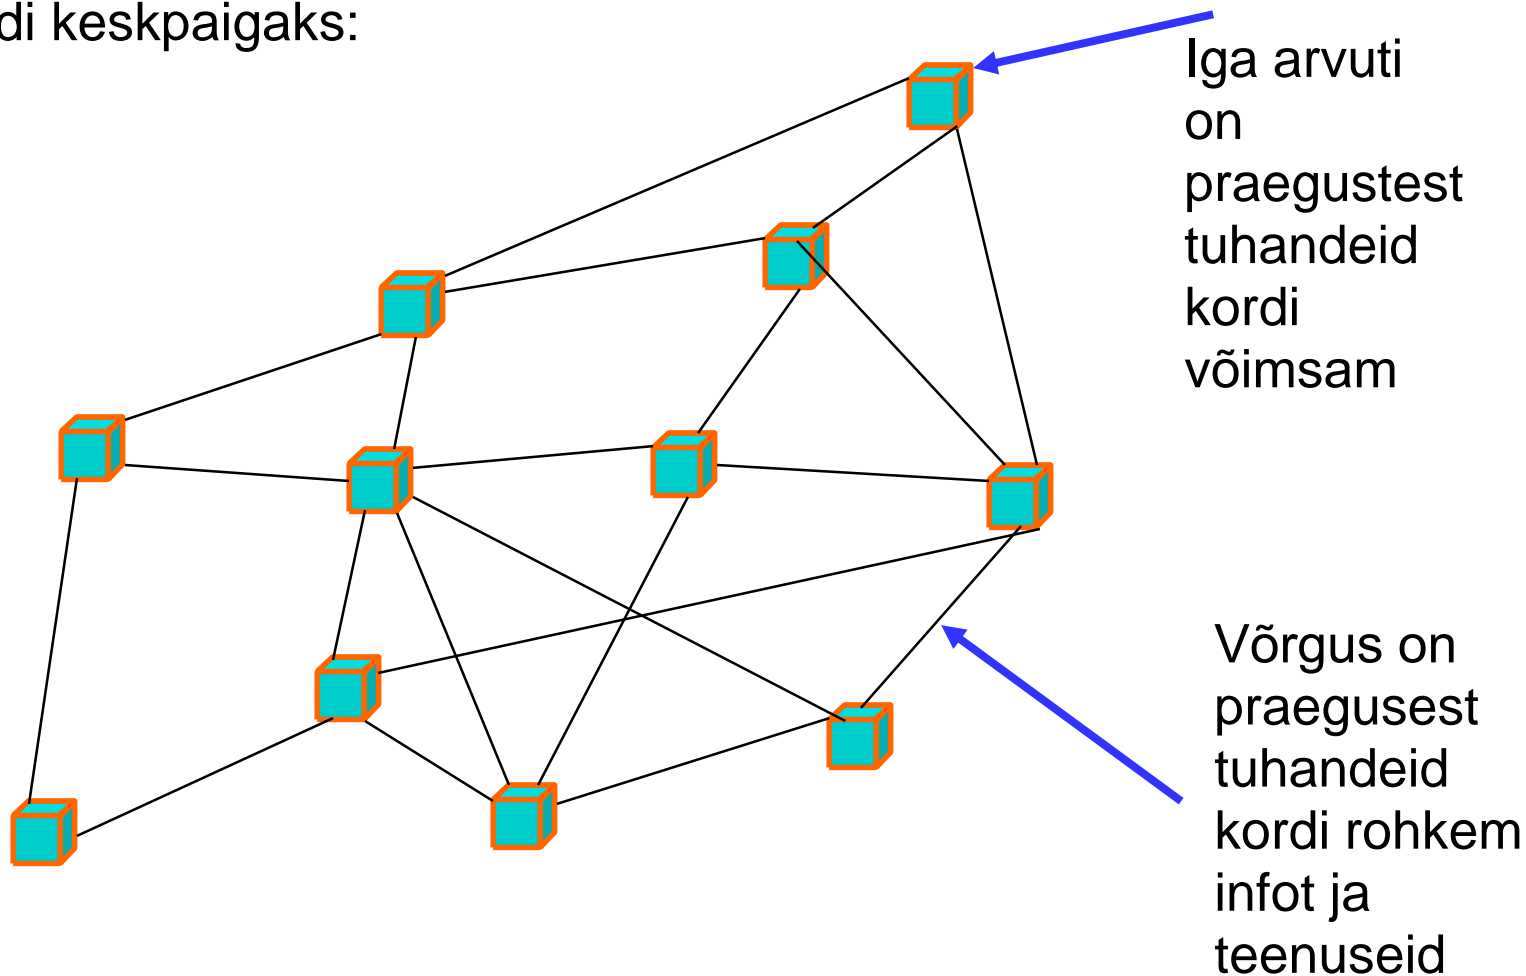 di keskpaigaks:
Iga arvuti
on
praegustest
tuhandeid
kordi
võimsam
Võrgus on
praegusest
tuhandeid
kordi rohkem
infot ja
teenuseid